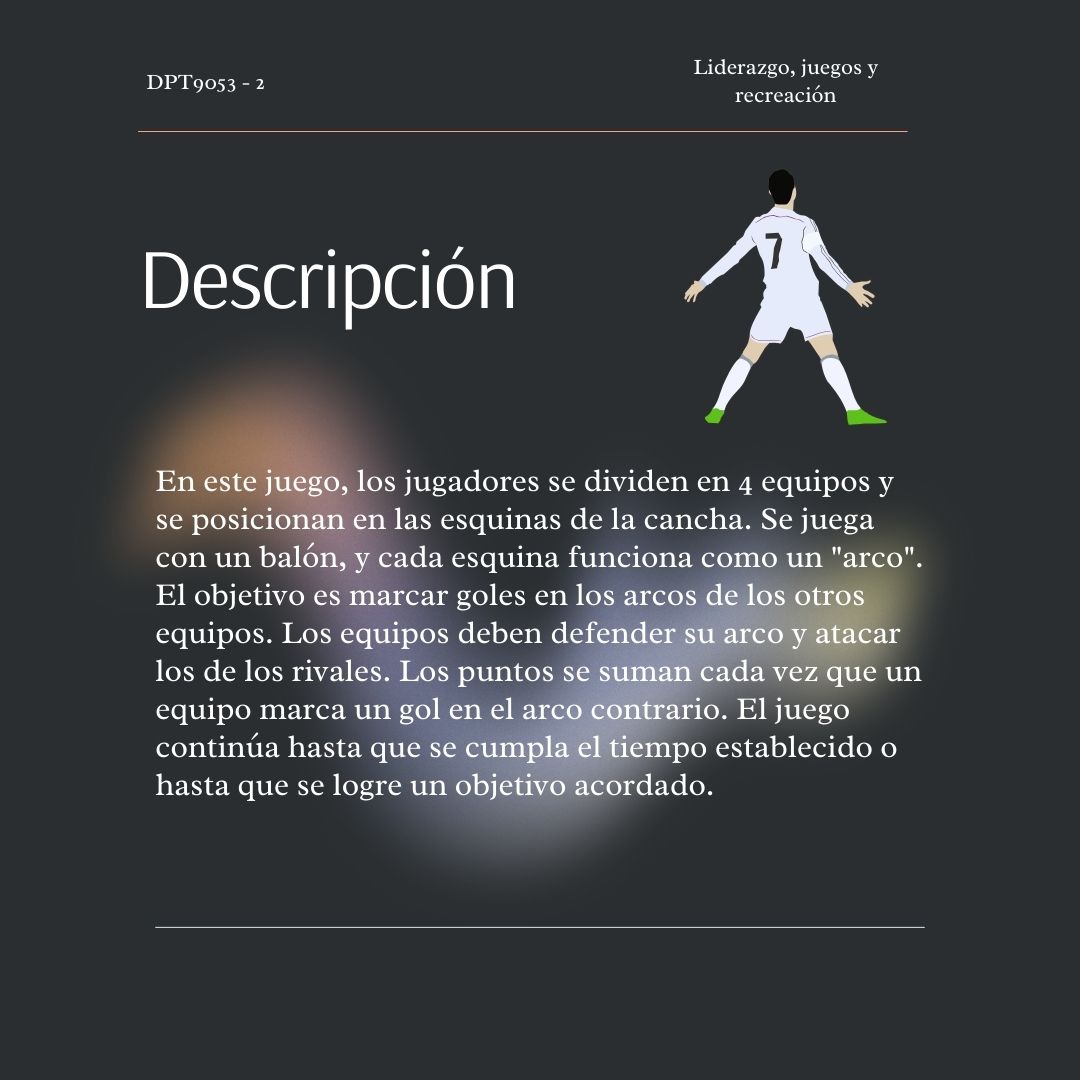 DPT9053 - 2
Liderazgo, juegos y
recreación
Descripción
7
En este juego, los jugadores se dividen en 4 equipos y
se posicionan en las esquinas de la cancha. Se juega
con un balón, y cada esquina funciona como un "arco".
El objetivo es marcar goles en los arcos de los otros
equipos. Los equipos deben defender su arco y atacar
los de los rivales. Los puntos se suman cada vez que un
equipo marca un gol en el arco contrario. El juego
continúa hasta que se cumpla el tiempo establecido o
hasta que se logre un objetivo acordado.